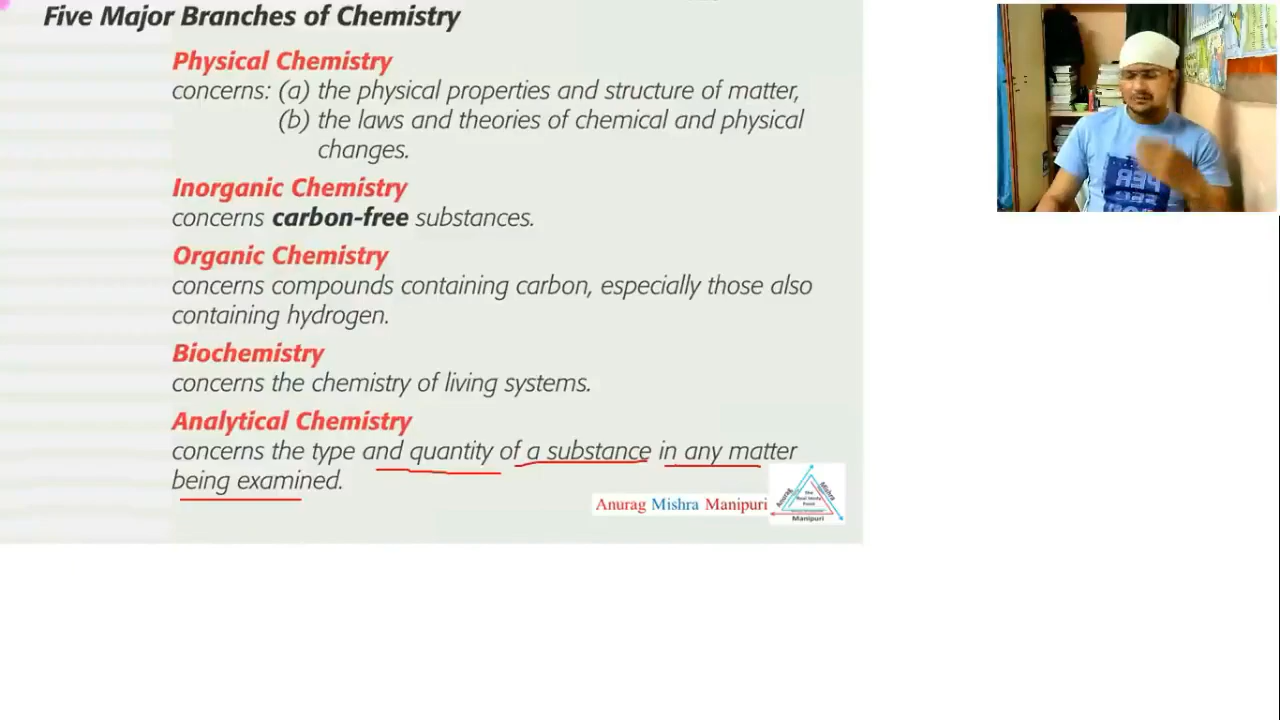 Five Major Branches of Chemistry
Physical Chemistry
concerns: (a) the physical properties and structure of matter,
(b) the laws and theories of chemical and physical
changes.
Inorganic Chemistry
concerns carbon-free substances.
Organic Chemistry
concerns compounds containing carbon, especially those also
containing hydrogen.
Biochemistry
concerns the chemistry of living systems.
Analytical Chemistry
concerns the type and quantity of a substance in any matter
being examined.
Anurag Mishra Manipuri
Anurag
Mishra
Manipuri